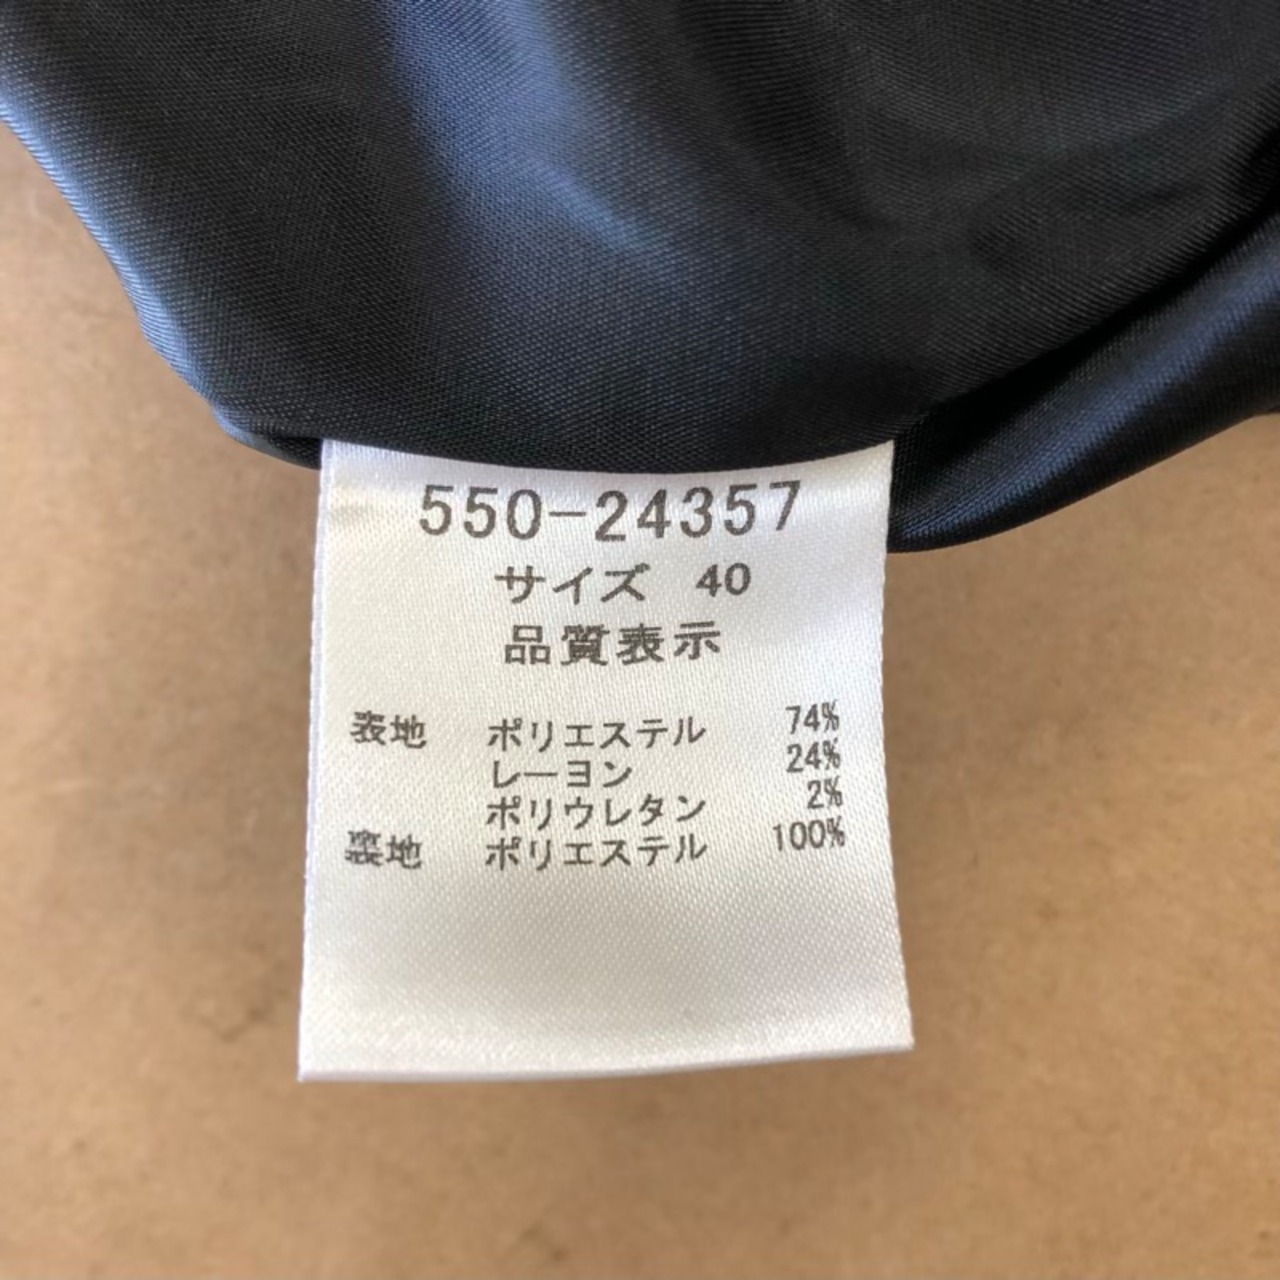 550-24357
サイズ 40
品質表示
表地 ポリエステル 74%
レーヨン 24%
ポリウレタン 2%
裏地 ポリエステル 100%